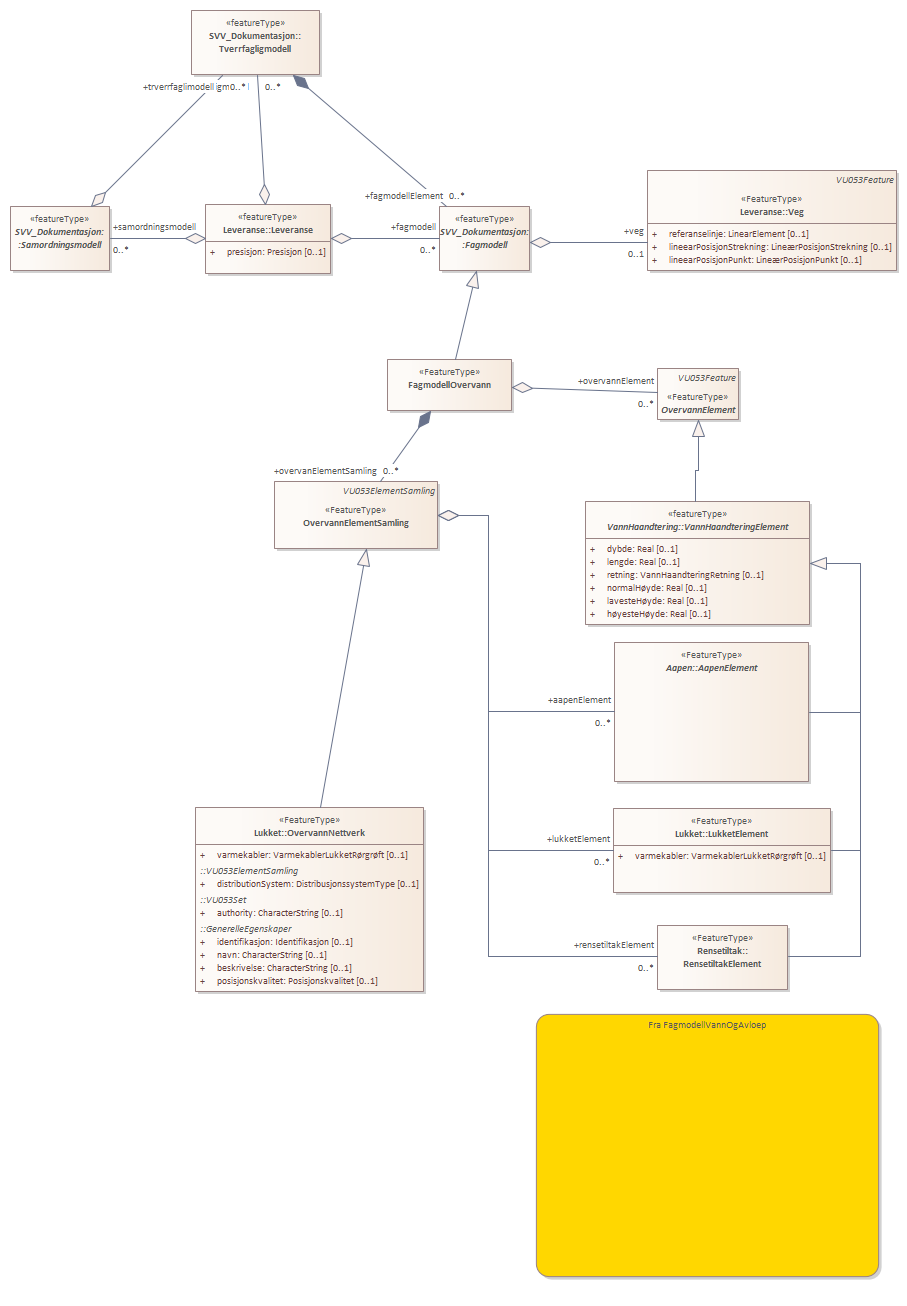 «featureType»
SVV_Dokumentasjon::
Tverrfagligmodell
+trverrfaglimodell
0..*
0..*
+fagmodellElement 0..*
«featureType»
SVV_Dokumentasjon:
:Samordningsmodell
+samordningsmodell
0..*
«featureType»
Leveranse::Leveranse
+ presisjon: Presisjon [0..1]
+fagmodell
0..*
«featureType»
SVV_Dokumentasjon:
:Fagmodell
+veg
0..1
VU053Feature
«FeatureType»
Leveranse::Veg
+ referanselinje: LinearElement [0..1]
+ lineearPosisjonStrekning: LineærPosisjonStrekning [0..1]
+ lineearPosisjonPunkt: LineærPosisjonPunkt [0..1]
«FeatureType»
FagmodellOvervann
+overvannElement
0..*
VU053Feature
«FeatureType»
OvervannElement
+overvanElementSamling 0..*
VU053ElementSamling
«FeatureType»
OvervannElementSamling
«featureType»
VannHaandtering::VannHaandteringElement
+ dybde: Real [0..1]
+ lengde: Real [0..1]
+ retning: VannHaandteringRetning [0..1]
+ normalHøyde: Real [0..1]
+ lavesteHøyde: Real [0..1]
+ høyesteHøyde: Real [0..1]
«FeatureType»
Aapen::AapenElement
+aapenElement
0..*
«FeatureType»
Lukket::OvervannNettverk
+ varmekabler: VarmekablerLukketRørgrøft [0..1]
::VU053ElementSamling
+ distributionSystem: DistribusjonssystemType [0..1]
::VU053Set
+ authority: CharacterString [0..1]
::GenerelleEgenskaper
+ identifikasjon: Identifikasjon [0..1]
+ navn: CharacterString [0..1]
+ beskrivelse: CharacterString [0..1]
+ posisjonskvalitet: Posisjonskvalitet [0..1]
+lukketElement
0..*
«FeatureType»
Lukket::LukketElement
+ varmekabler: VarmekablerLukketRørgrøft [0..1]
+rensetiltakElement
0..*
«FeatureType»
Rensetiltak::
RensetiltakElement
Fra FagmodellVannOgAvloep